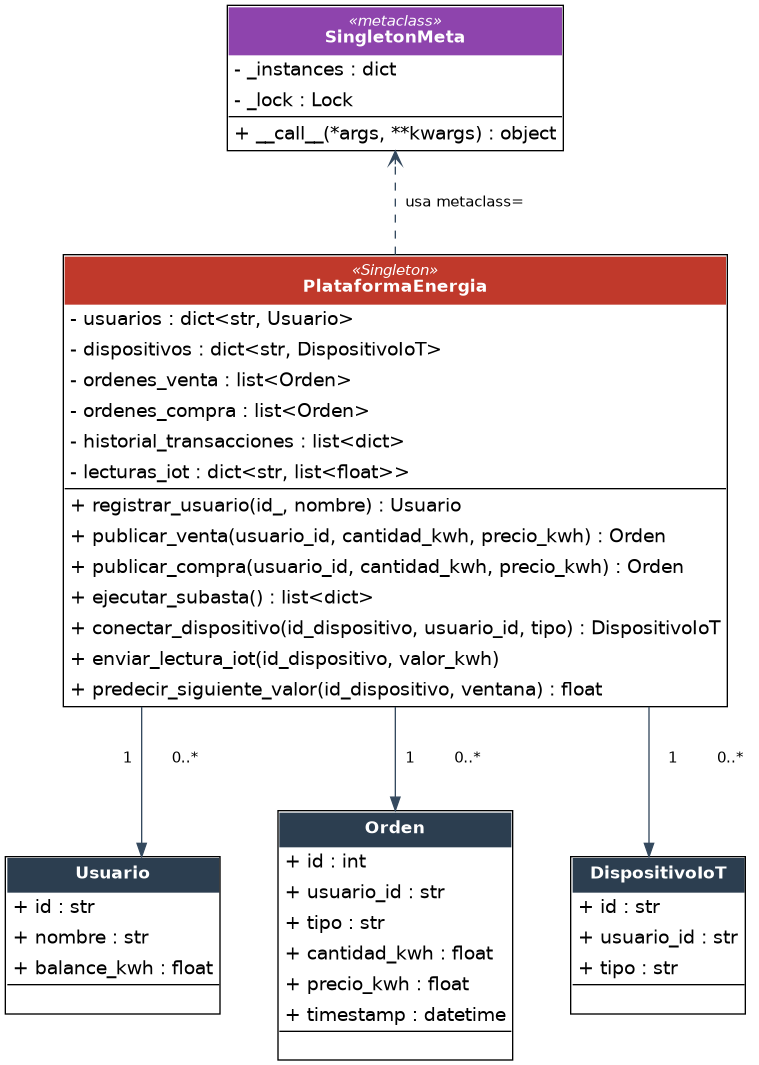 «metaclass»
SingletonMeta
- _instances : dict
- _lock : Lock
+ __call__(*args, **kwargs) : object
usa metaclass=
«Singleton»
PlataformaEnergia
- usuarios : dict<str, Usuario>
- dispositivos : dict<str, DispositivoIoT>
- ordenes_venta : list<Orden>
- ordenes_compra : list<Orden>
- historial_transacciones : list<dict>
- lecturas_iot : dict<str, list<float>>
+ registrar_usuario(id_, nombre) : Usuario
+ publicar_venta(usuario_id, cantidad_kwh, precio_kwh) : Orden
+ publicar_compra(usuario_id, cantidad_kwh, precio_kwh) : Orden
+ ejecutar_subasta() : list<dict>
+ conectar_dispositivo(id_dispositivo, usuario_id, tipo) : DispositivoIoT
+ enviar_lectura_iot(id_dispositivo, valor_kwh)
+ predecir_siguiente_valor(id_dispositivo, ventana) : float
1 0..*
1 0..*
1 0..*
Usuario
+ id : str
+ nombre : str
+ balance_kwh : float
Orden
+ id : int
+ usuario_id : str
+ tipo : str
+ cantidad_kwh : float
+ precio_kwh : float
+ timestamp : datetime
DispositivoIoT
+ id : str
+ usuario_id : str
+ tipo : str